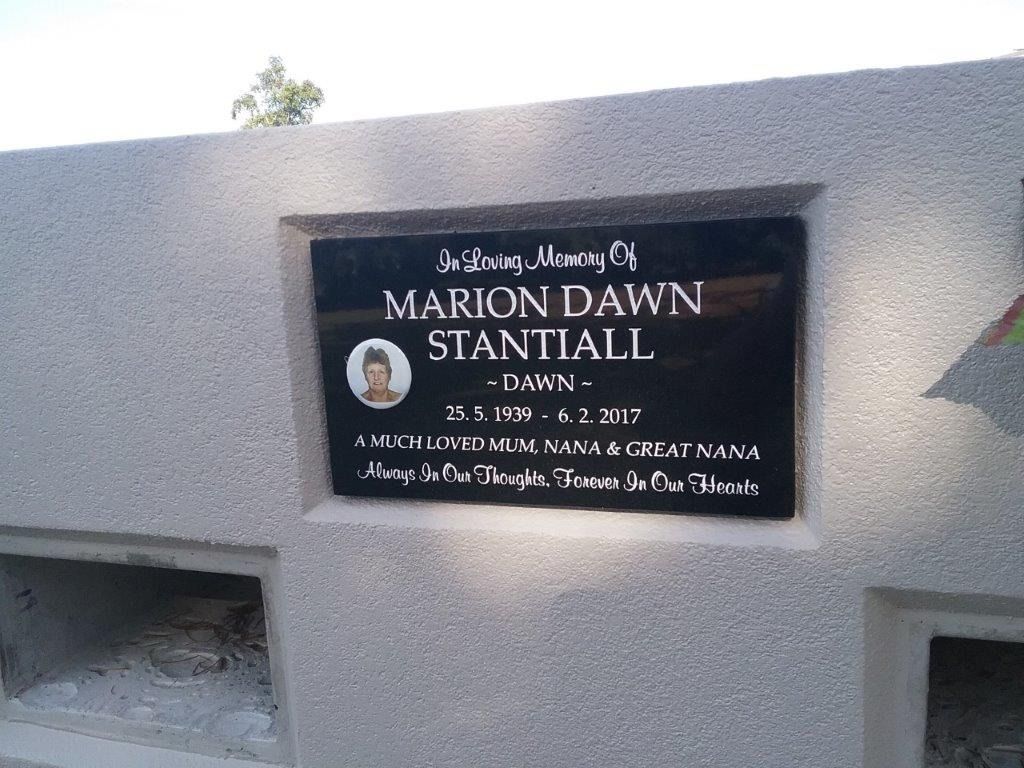 In Loving Memory Of
MARION DAWN
STANTIALL
~ DAWN ~
25. 5. 1939 - 6. 2. 2017
A MUCH LOVED MUM, NANA & GREAT NANA
Always In Our Thoughts, Forever In Our Hearts